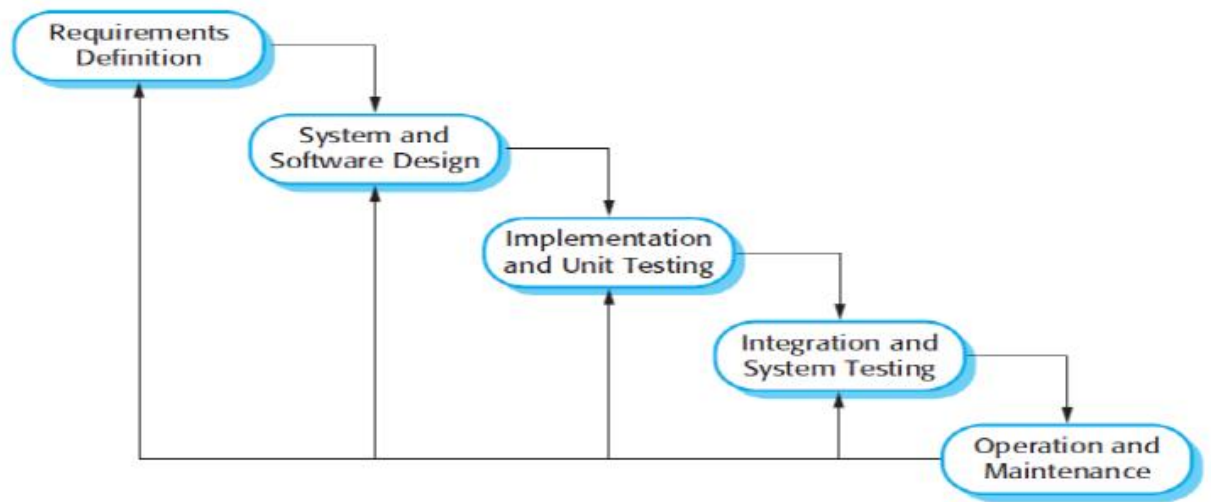 Requirements
Definition
System and
Software Design
Implementation
and Unit Testing
Integration and
System Testing
Operation and
Maintenance